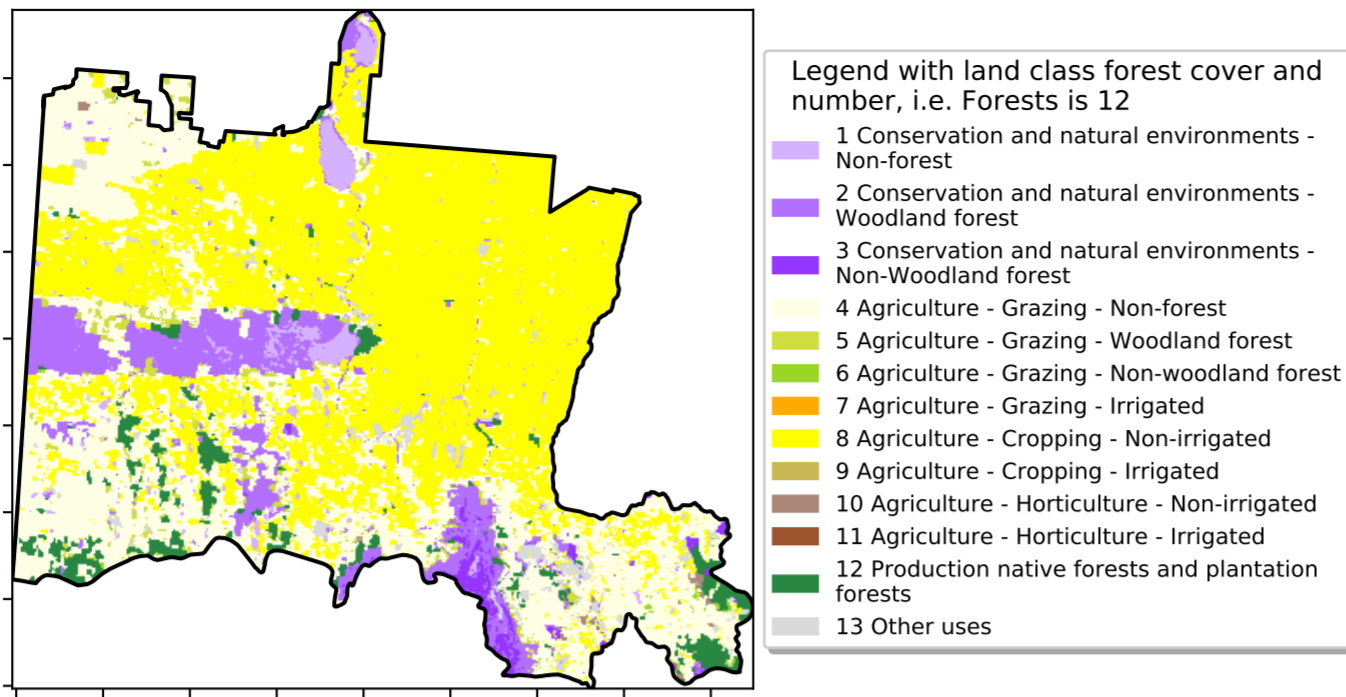 Legend with land class forest cover and
number, i.e. Forests is 12
1 Conservation and natural environments -
Non-forest
2 Conservation and natural environments -
Woodland forest
3 Conservation and natural environments -
Non-Woodland forest
4 Agriculture - Grazing - Non-forest
5 Agriculture - Grazing - Woodland forest
6 Agriculture - Grazing - Non-woodland forest
7 Agriculture - Grazing - Irrigated
8 Agriculture - Cropping - Non-irrigated
9 Agriculture - Cropping - Irrigated
10 Agriculture - Horticulture - Non-irrigated
11 Agriculture - Horticulture - Irrigated
12 Production native forests and plantation
forests
13 Other uses